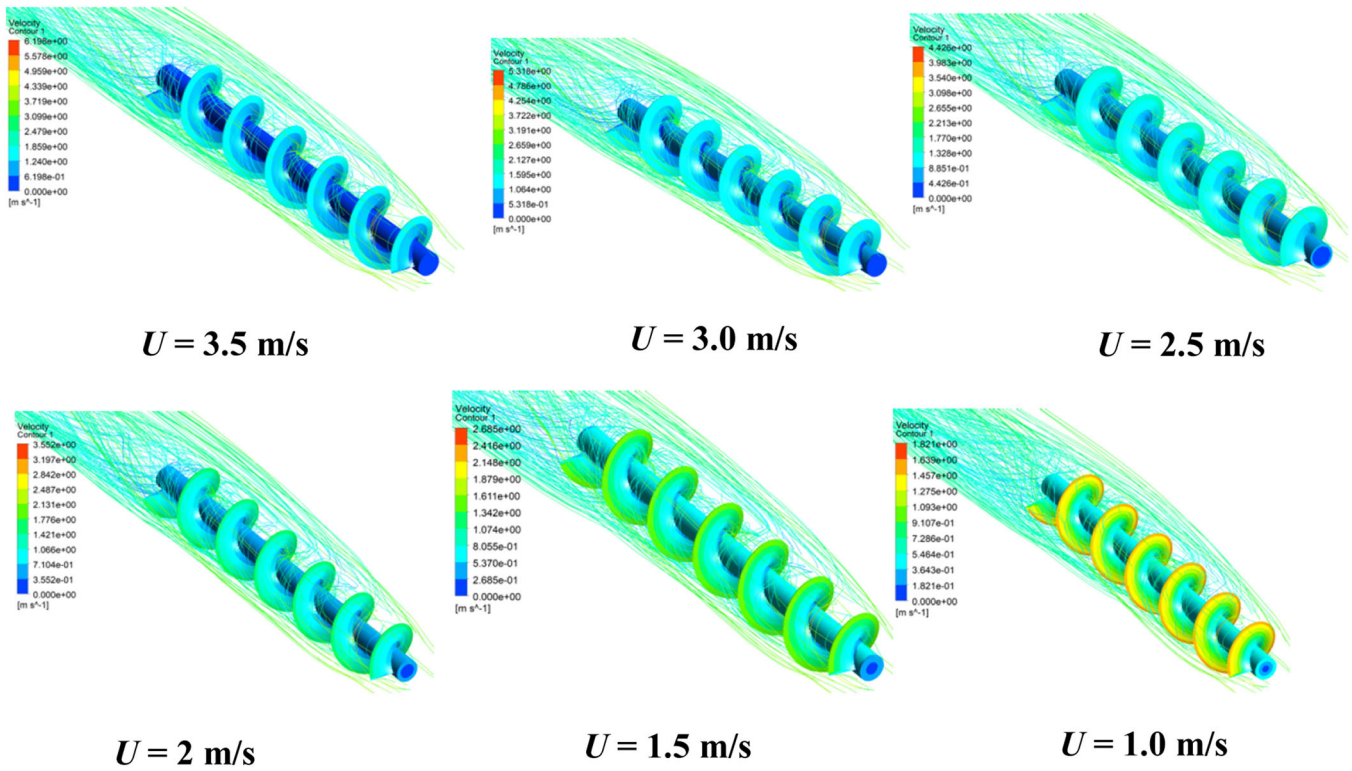 Velocity
Contour 1
6.196e+00
5.578e+00
4.959e+00
4.339e+00
3.719e+00
3.099e+00
2.479e+00
1.859e+00
1.240e+00
6.198e-01
0.000e+00
[m s^-1]
U = 3.5 m/s
Velocity
Contour 1
5.318e+00
4.786e+00
4.254e+00
3.722e+00
3.191e+00
2.659e+00
2.127e+00
1.595e+00
1.064e+00
5.318e-01
0.000e+00
[m s^-1]
U = 3.0 m/s
Velocity
Contour 1
4.426e+00
3.983e+00
3.540e+00
3.098e+00
2.655e+00
2.213e+00
1.770e+00
1.328e+00
8.851e-01
4.426e-01
0.000e+00
[m s^-1]
U = 2.5 m/s
Velocity
Contour 1
3.552e+00
3.197e+00
2.842e+00
2.487e+00
2.131e+00
1.776e+00
1.421e+00
1.066e+00
7.104e-01
3.552e-01
0.000e+00
[m s^-1]
U = 2 m/s
Velocity
Contour 1
2.685e+00
2.416e+00
2.148e+00
1.879e+00
1.611e+00
1.342e+00
1.074e+00
8.055e-01
5.370e-01
2.685e-01
0.000e+00
[m s^-1]
U = 1.5 m/s
Velocity
Contour 1
1.821e+00
1.639e+00
1.457e+00
1.275e+00
1.093e+00
9.107e-01
7.286e-01
5.464e-01
3.643e-01
1.821e-01
0.000e+00
[m s^-1]
U = 1.0 m/s